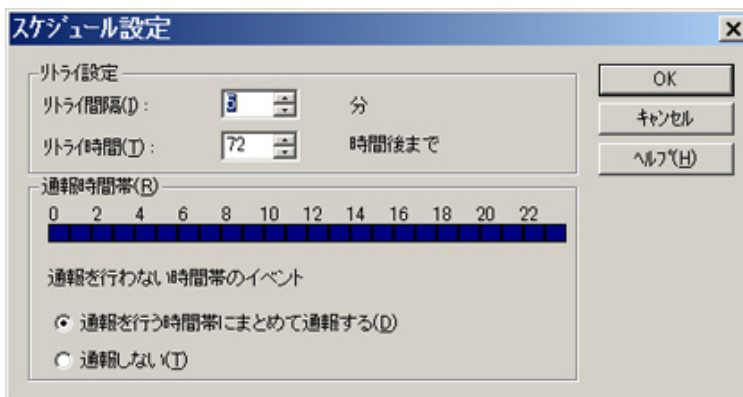 スケジュール設定
リトライ設定
リトライ間隔(I): 5 分
リトライ時間(T): 72 時間後まで
通報時間帯(R)
0 2 4 6 8 10 12 14 16 18 20 22
通報を行わない時間帯のイベント
通報を行う時間帯にまとめて通報する(D)
通報しない(T)
OK
キャンセル
ヘルプ(H)